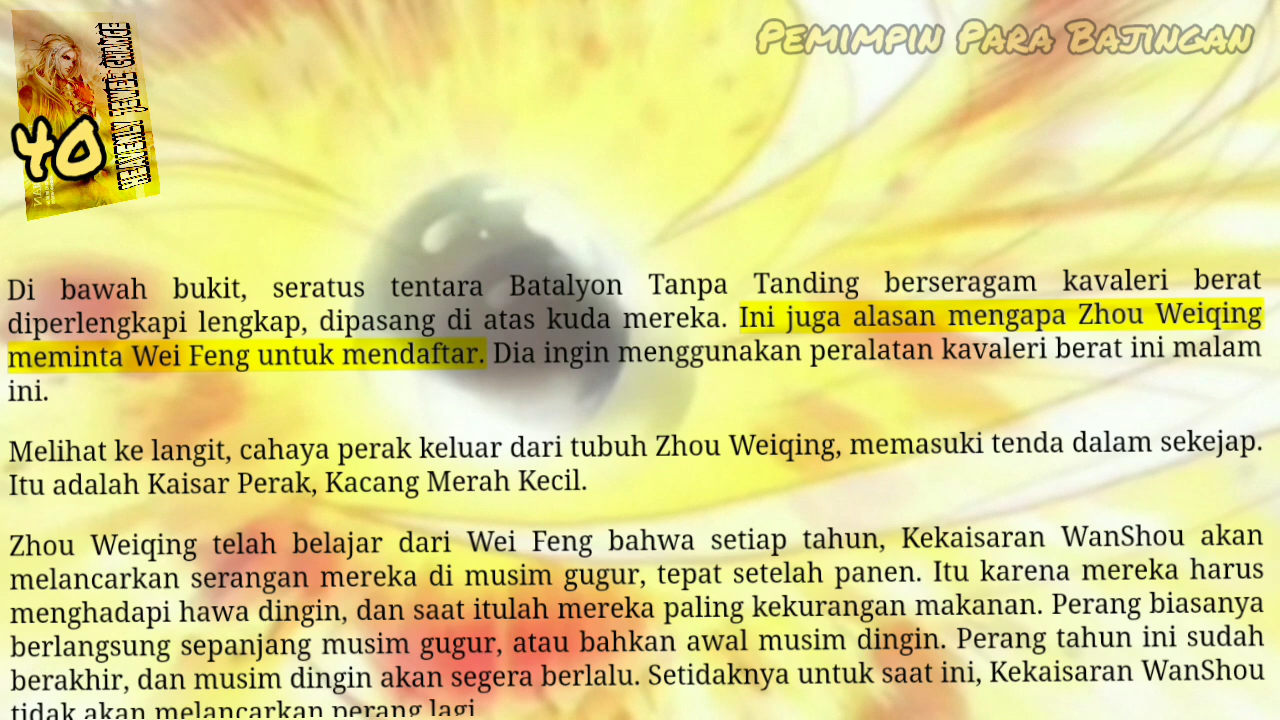 Pemimpin Para Bajingan
40
Di bawah bukit, seratus tentara Batalyon Tanpa Tanding berseragam kavaleri berat
diperlengkapi lengkap, dipasang di atas kuda mereka. Ini juga alasan mengapa Zhou Weiqing
meminta Wei Feng untuk mendaftar. Dia ingin menggunakan peralatan kavaleri berat ini malam
ini.
Melihat ke langit, cahaya perak keluar dari tubuh Zhou Weiqing, memasuki tenda dalam sekejap.
Itu adalah Kaisar Perak, Kacang Merah Kecil.
Zhou Weiqing telah belajar dari Wei Feng bahwa setiap tahun, Kekaisaran WanShou akan
melancarkan serangan mereka di musim gugur, tepat setelah panen. Itu karena mereka harus
menghadapi hawa dingin, dan saat itulah mereka paling kekurangan makanan. Perang biasanya
berlangsung sepanjang musim gugur, atau bahkan awal musim dingin. Perang tahun ini sudah
berakhir, dan musim dingin akan segera berlalu. Setidaknya untuk saat ini, Kekaisaran WanShou
tidak akan melancarkan perang lagi